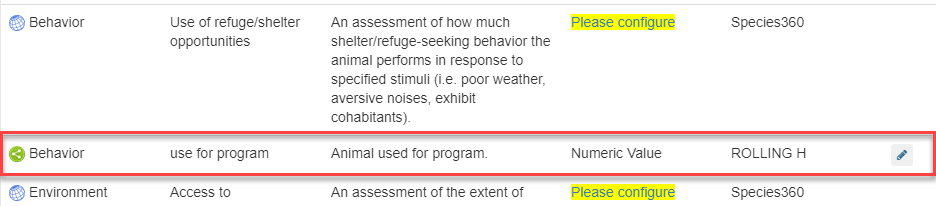 Behavior Use of refuge/shelter An assessment of how much Please configure Species360
opportunities shelter/refuge-seeking behavior the
animal performs in response to
specified stimuli (i.e. poor weather,
aversive noises, exhibit
cohabitants).
Behavior use for program Animal used for program. Numeric Value ROLLING H
Environment Access to An assessment of the extent of Please configure Species360